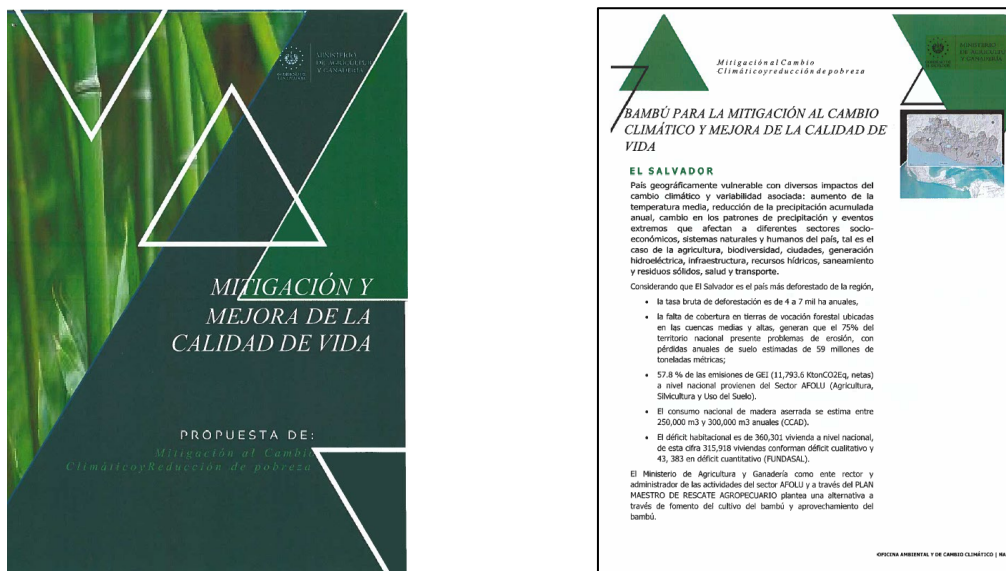 MINISTERIO
DE AGRICULTURA
Y GANADERÍA
MITIGACIÓN Y
MEJORA DE LA
CALIDAD DE VIDA
PROPUESTA DE:
Mitigación al Cambio
ClimáticoyReducción de pobreza
Mitigación al Cambio
Climático y reducción de pobreza
BAMBÚ PARA LA MITIGACIÓN AL CAMBIO
CLIMÁTICO Y MEJORA DE LA CALIDAD DE
VIDA
EL SALVADOR
País geográficamente vulnerable con diversos impactos del
cambio climático y variabilidad asociada: aumento de la
temperatura media, reducción de la precipitación acumulada
anual, cambio en los patrones de precipitación y eventos
extremos que afectan a diferentes sectores socio-
económicos, sistemas naturales y humanos del país, tal es el
caso de la agricultura, biodiversidad, ciudades, generación
hidroeléctrica, infraestructura, recursos hídricos, saneamiento
y residuos sólidos, salud y transporte.
Considerando que El Salvador es el país más deforestado de la región,
• la tasa bruta de deforestación es de 4 a 7 mil ha anuales,
• la falta de cobertura en tierras de vocación forestal ubicadas
en las cuencas medias y altas, generan que el 75% del
territorio nacional presente problemas de erosión, con
pérdidas anuales de suelo estimadas de 59 millones de
toneladas métricas;
• 57.8 % de las emisiones de GEI (11,793.6 KtonCO2Eq, netas)
a nivel nacional provienen del Sector AFOLU (Agricultura,
Silvicultura y Uso del Suelo).
• El consumo nacional de madera aserrada se estima entre
250,000 m3 y 300,000 m3 anuales (CCAD).
• El déficit habitacional es de 360,301 vivienda a nivel nacional,
de esta cifra 315,918 viviendas conforman déficit cualitativo y
43, 383 en déficit cuantitativo (FUNDASAL).
El Ministerio de Agricultura y Ganadería como ente rector y
administrador de las actividades del sector AFOLU y a través del PLAN
MAESTRO DE RESCATE AGROPECUARIO plantea una alternativa a
través de fomento del cultivo del bambú y aprovechamiento del
bambú.
OFICINA AMBIENTAL Y DE CAMBIO CLIMÁTICO |